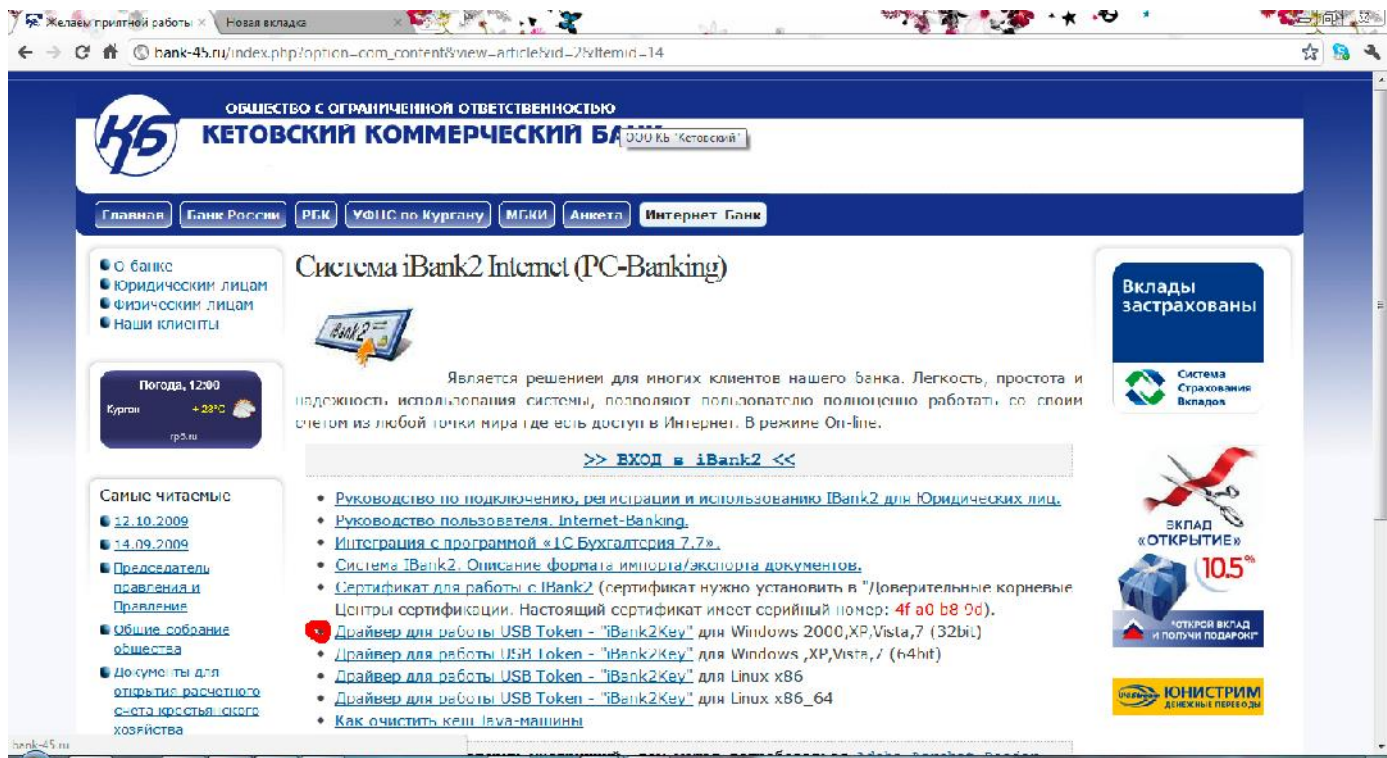 Желаем приятной работы
Новая вкладка
bank-45.ru/index.php?option=com_content&view=article&id=2&Itemid=14
ОБЩЕСТВО С ОГРАНИЧЕННОЙ ОТВЕТСТВЕННОСТЬЮ
КБ
КЕТОВСКИЙ КОММЕРЧЕСКИЙ
ООО КБ "Кетовский"
Главная
Банк России
РБК
УФНС по Кургану
МБКИ
Анкета
Интернет Банк
О банке
Юридическим лицам
Физическим лицам
Наши клиенты
Система iBank2 Internet (PC-Banking)
iBank2
Вклады
застрахованы
Система
Страхования
Вкладов
Является решением для многих клиентов нашего банка. Легкость, простота и
надежность использования системы, позволяют пользователю полноценно работать со своим
счетом из любой точки мира где есть доступ в Интернет. В режиме On-line.
Погода, 12:00
Курган
rp5.ru
>> ВХОД в iBank2 <<
Руководство по подключению, регистрации и использованию IBank2 для Юридических лиц.
Руководство пользователя. Internet-Banking.
Интеграция с программой «1С Бухгалтерия 7.7».
Система IBank2. Описание формата импорта/экспорта документов.
Сертификат для работы с IBank2 (сертификат нужно установить в "Доверительные корневые
Центры сертификации. Настоящий сертификат имеет серийный номер: 4f a0 b8 9d).
Драйвер для работы USB Token - "iBank2Key" для Windows 2000,XP,Vista,7 (32bit)
Драйвер для работы USB Token - "iBank2Key" для Windows ,XP,Vista,7 (64bit)
Драйвер для работы USB Token - "iBank2Key" для Linux x86
Драйвер для работы USB Token - "iBank2Key" для Linux x86_64
Как очистить кеш Java-машины
Самые читаемые
12.10.2009
14.09.2009
Председатель
правления и
Правление
Общие собрание
общества
Документы для
открытия расчетного
счета крестьянского
хозяйства
ВКЛАД
«ОТКРЫТИЕ»
10.5%
"ОТКРОЙ ВКЛАД
И ПОЛУЧИ ПОДАРОК!"
ЮНИСТРИМ
ДЕНЕЖНЫЕ ПЕРЕВОДЫ
bank-45.ru